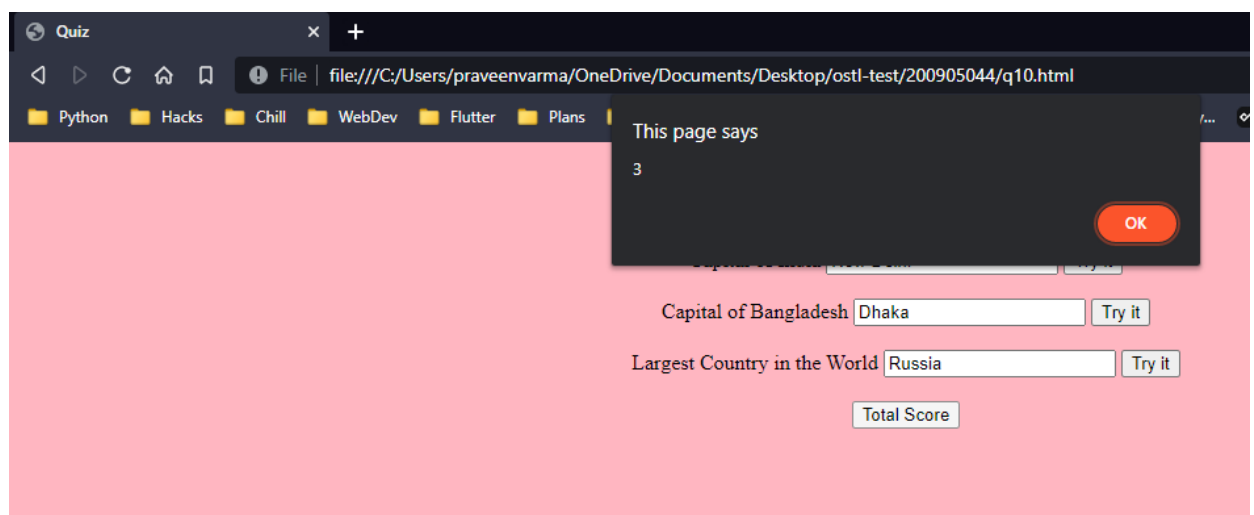 Quiz
File file:///C:/Users/praveenvarma/OneDrive/Documents/Desktop/ostl-test/200905044/q10.html
Python Hacks Chill WebDev Flutter Plans
This page says
3
OK
Capital of Bangladesh Dhaka Try it
Largest Country in the World Russia Try it
Total Score